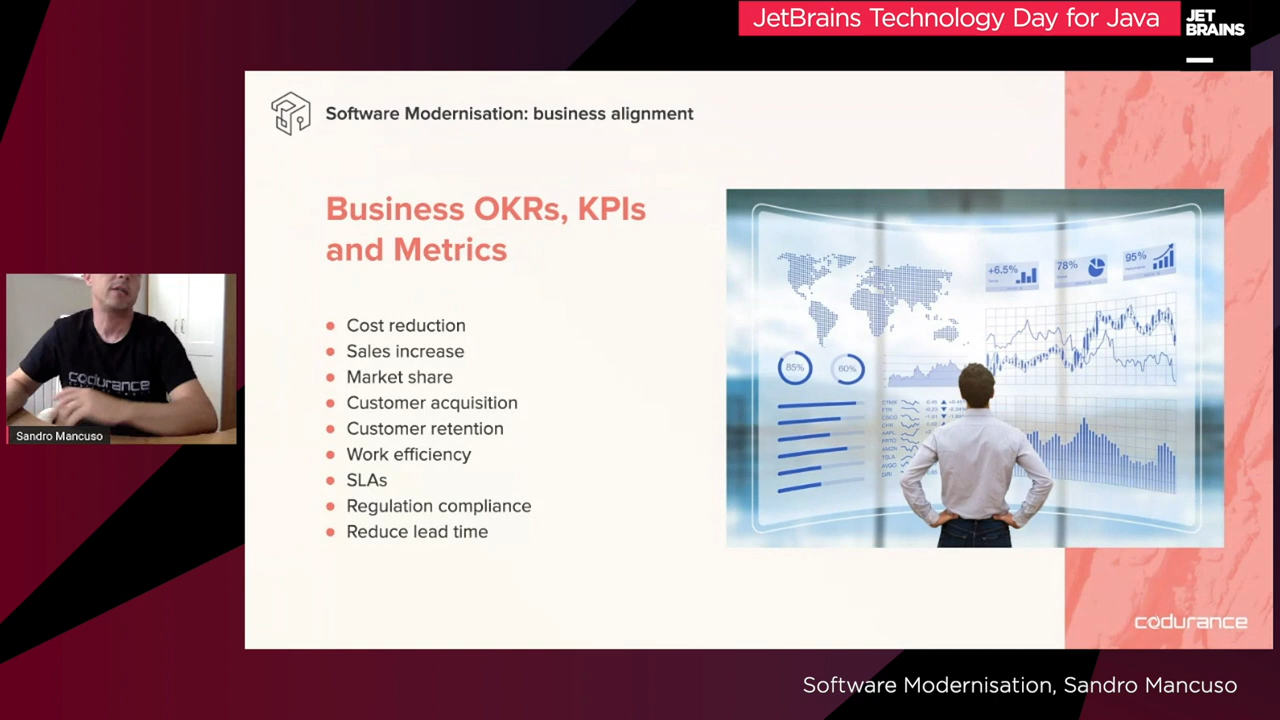 JetBrains Technology Day for Java
JET
BRAINS
Software Modernisation: business alignment
Business OKRs, KPIs
and Metrics
Cost reduction
Sales increase
Market share
Customer acquisition
Customer retention
Work efficiency
SLAs
Regulation compliance
Reduce lead time
+6.5%
78%
95%
85%
60%
codurance
Sandro Mancuso
codurance
Software Modernisation, Sandro Mancuso